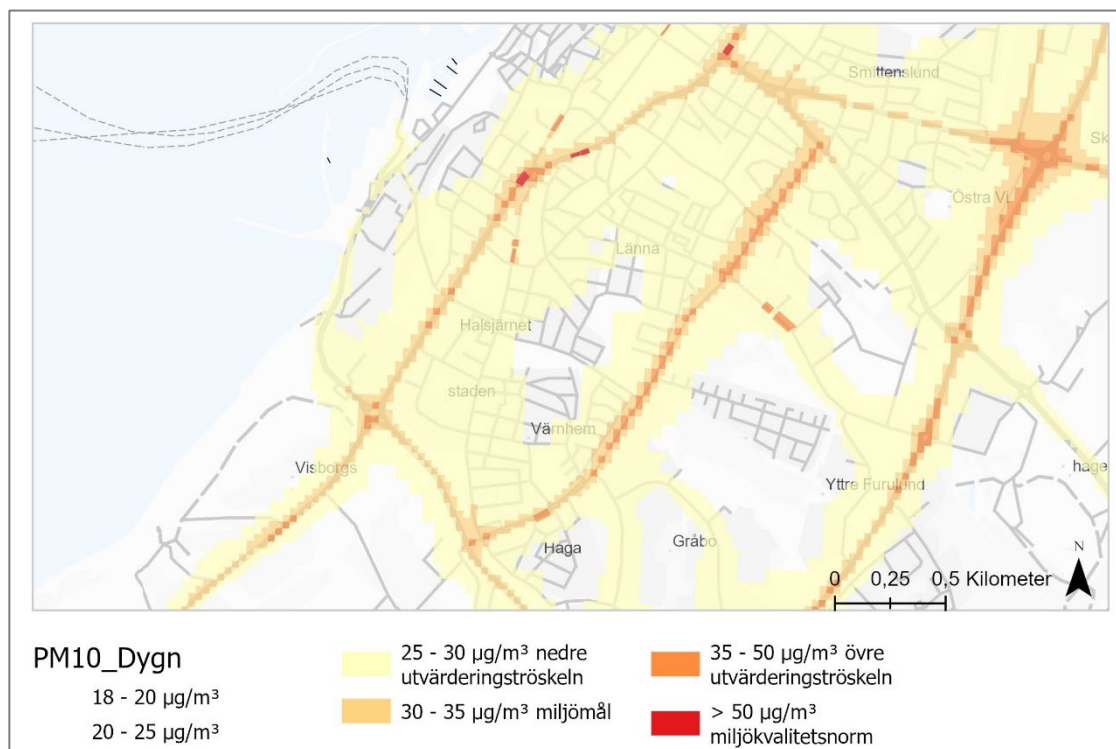 Smittenslund
Sk
Östra Vi
Länna
Halsjärnet
staden
Värnhem
Visborgs
hage
Yttre Furulund
Haga
Gråbo
N
0 0,25 0,5 Kilometer
PM10_Dygn
18 - 20 µg/m³
20 - 25 µg/m³
25 - 30 µg/m³ nedre
utvärderingströskeln
30 - 35 µg/m³ miljömål
35 - 50 µg/m³ övre
utvärderingströskeln
> 50 µg/m³
miljökvalitetsnorm